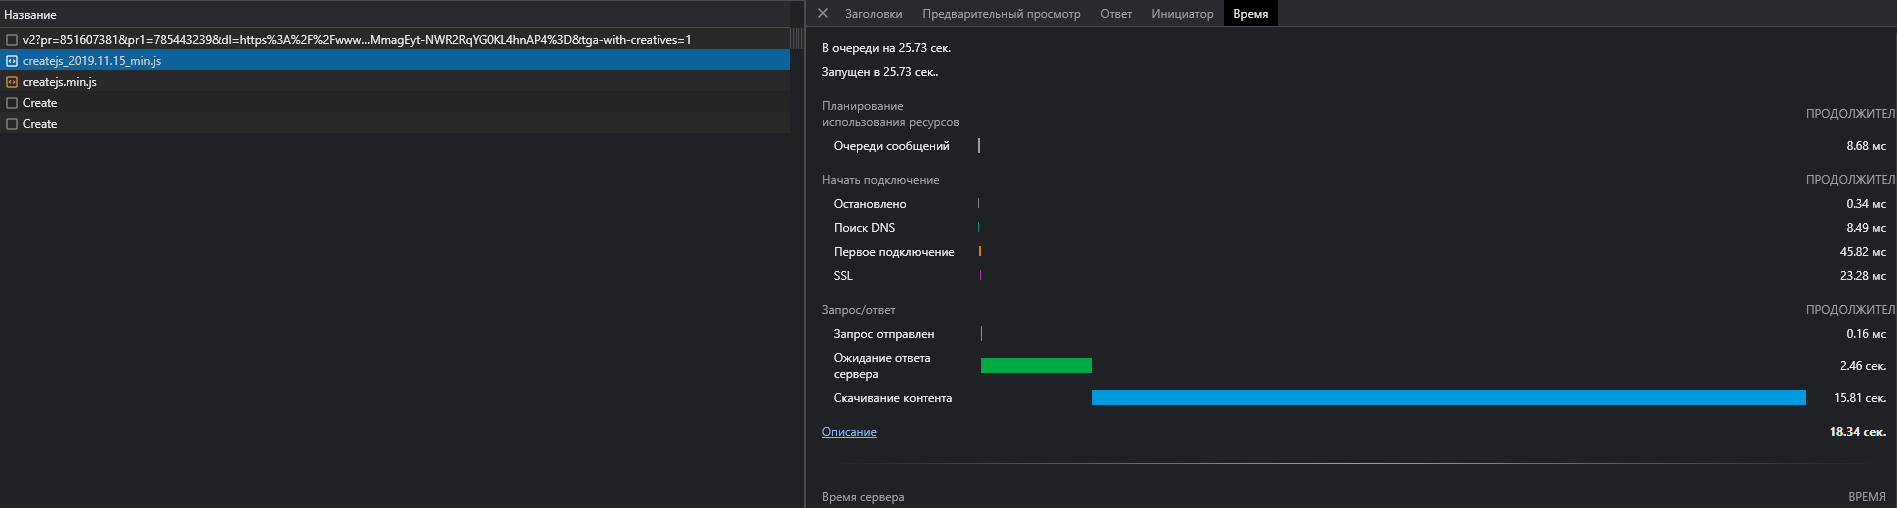 Название
v2?pr=851607381&pr1=785443239&dl=https%3A%2F%2Fwww...MmagEyt-NWR2RqYG0KL4hnAP4%3D&tga-with-creatives=1
createjs_2019.11.15_min.js
createjs.min.js
Create
Create
Заголовки Предварительный просмотр Ответ Инициатор Время
В очереди на 25.73 сек.
Запущен в 25.73 сек..
Планирование
использования ресурсов ПРОДОЛЖИТЕЛ
Очереди сообщений 8.68 мс
Начать подключение ПРОДОЛЖИТЕЛ
Остановлено 0.34 мс
Поиск DNS 8.49 мс
Первое подключение 45.82 мс
SSL 23.28 мс
Запрос/ответ ПРОДОЛЖИТЕЛ
Запрос отправлен 0.16 мс
Ожидание ответа
сервера 2.46 сек.
Скачивание контента 15.81 сек.
Описание 18.34 сек.
Время сервера ВРЕМЯ